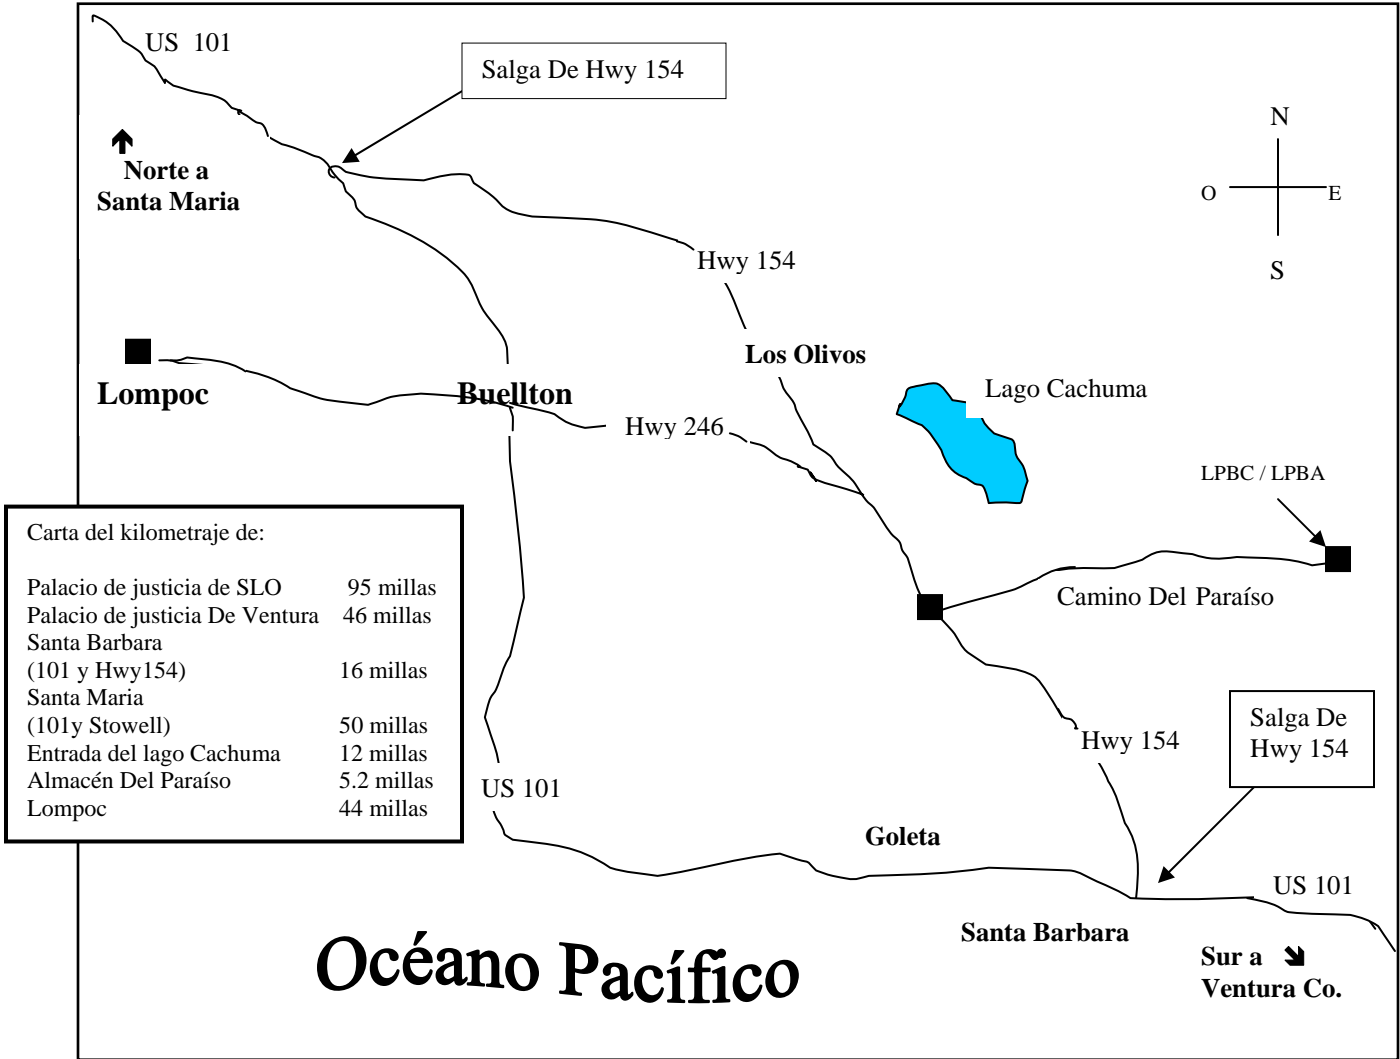 US 101
Salga De Hwy 154
N
Norte a
Santa Maria
O
E
S
Hwy 154
Los Olivos
Lago Cachuma
Lompoc
Buellton
Hwy 246
LPBC / LPBA
Carta del kilometraje de:
Palacio de justicia de SLO 95 millas
Palacio de justicia De Ventura 46 millas
Santa Barbara
(101 y Hwy154) 16 millas
Santa Maria
(101y Stowell) 50 millas
Entrada del lago Cachuma 12 millas
Almacén Del Paraíso 5.2 millas
Lompoc 44 millas
Camino Del Paraíso
Salga De
Hwy 154
Hwy 154
US 101
Goleta
US 101
Santa Barbara
Sur a
Ventura Co.
Océano Pacífico